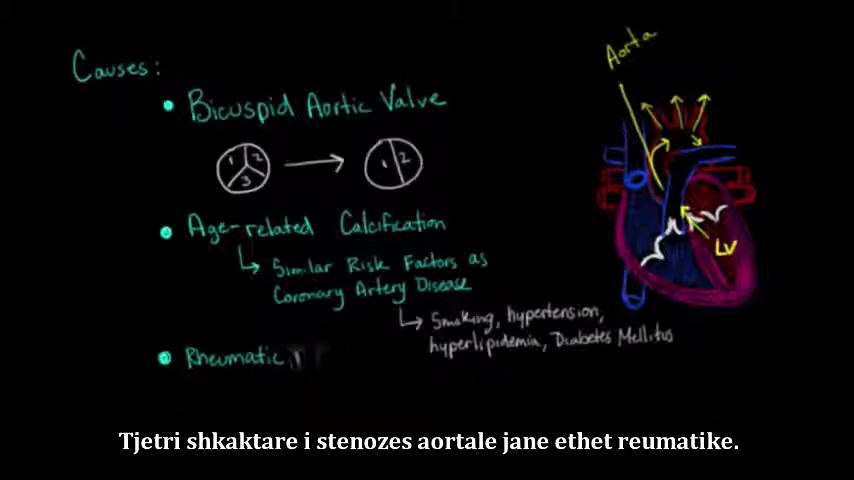 Causes:
Aorta
• Bicuspid Aortic Valve
1 2 3 → 1 2
• Age-related Calcification
↳ Similar Risk Factors as
Coronary Artery Disease
↳ Smoking, hypertension,
hyperlipidemia, Diabetes Mellitus
LV
• Rheumatic
Tjetri shkaktare i stenozes aortale jane ethet reumatike.